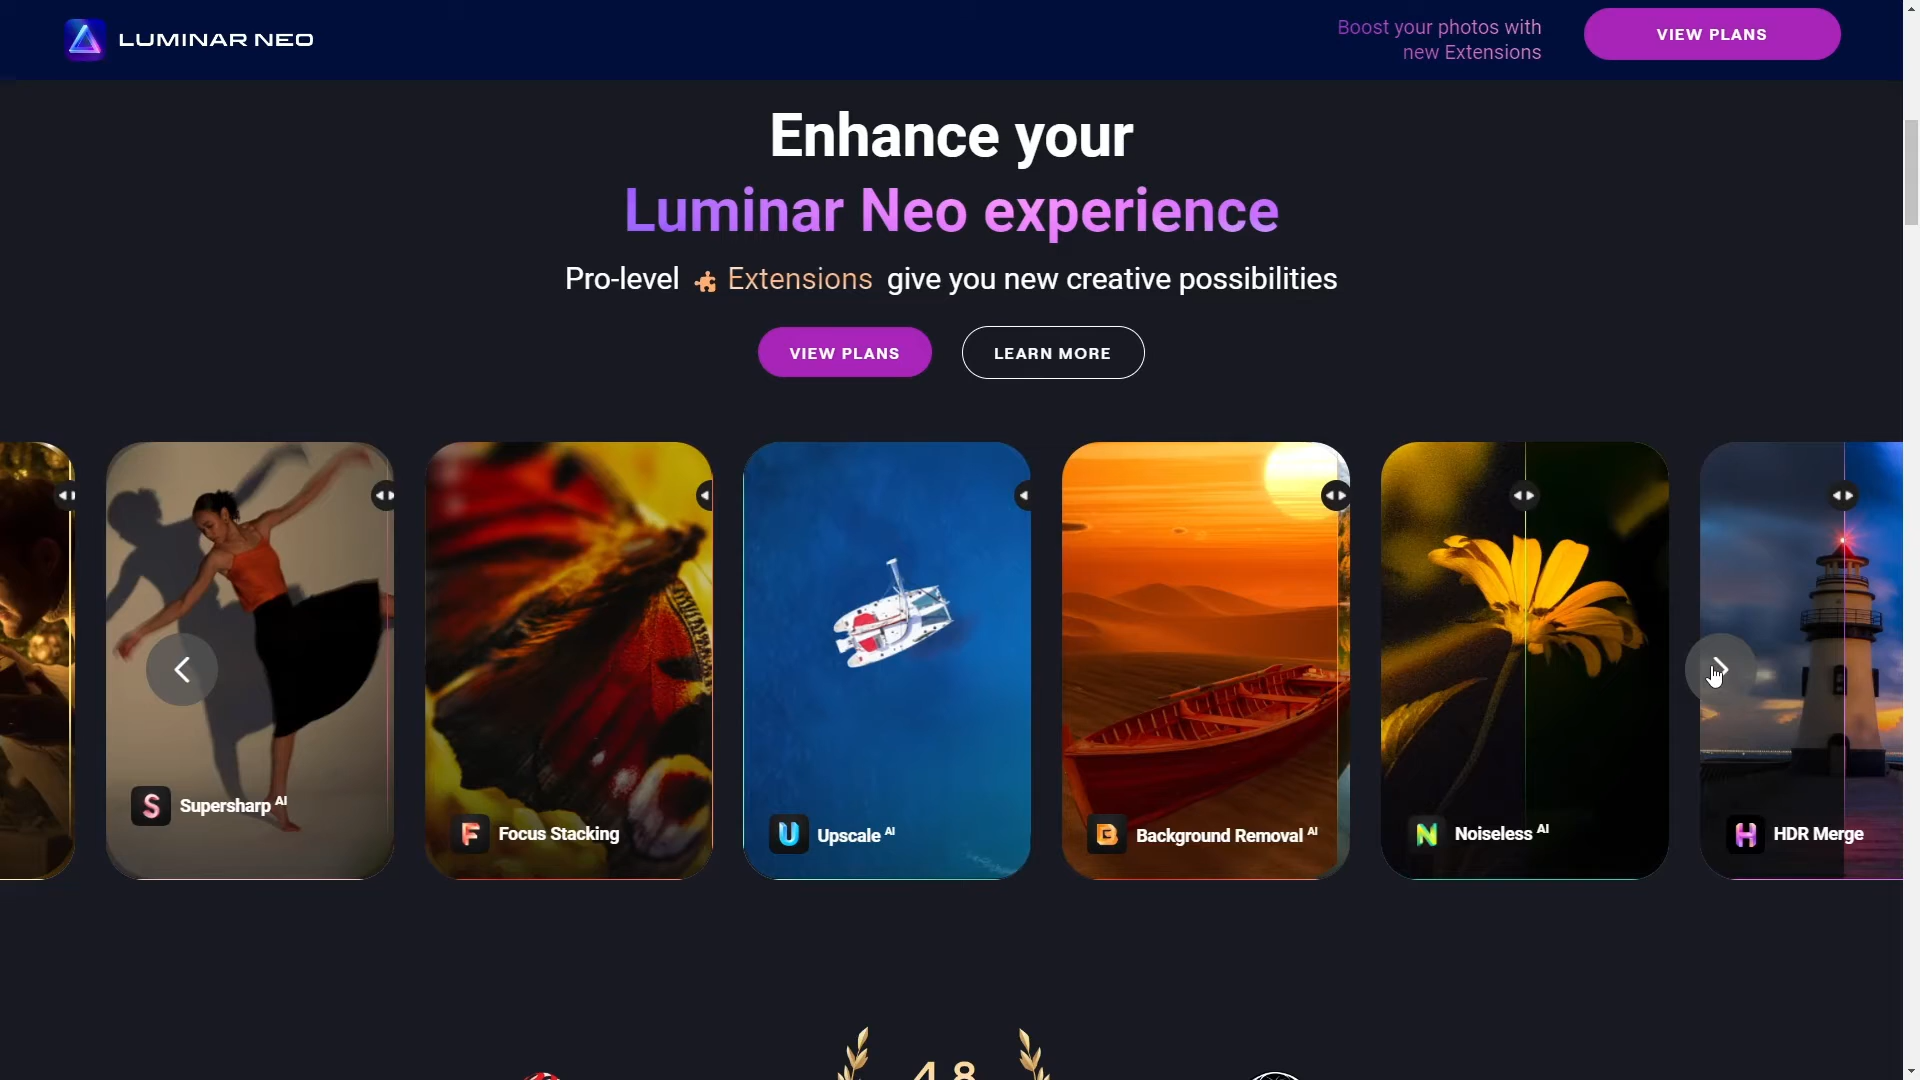 LUMINAR NEO
Boost your photos with
new Extensions
VIEW PLANS
Enhance your
Luminar Neo experience
Pro-level Extensions give you new creative possibilities
VIEW PLANS
LEARN MORE
S Supersharp AI
F Focus Stacking
U Upscale AI
B Background Removal AI
N Noiseless AI
H HDR Merge
4.8